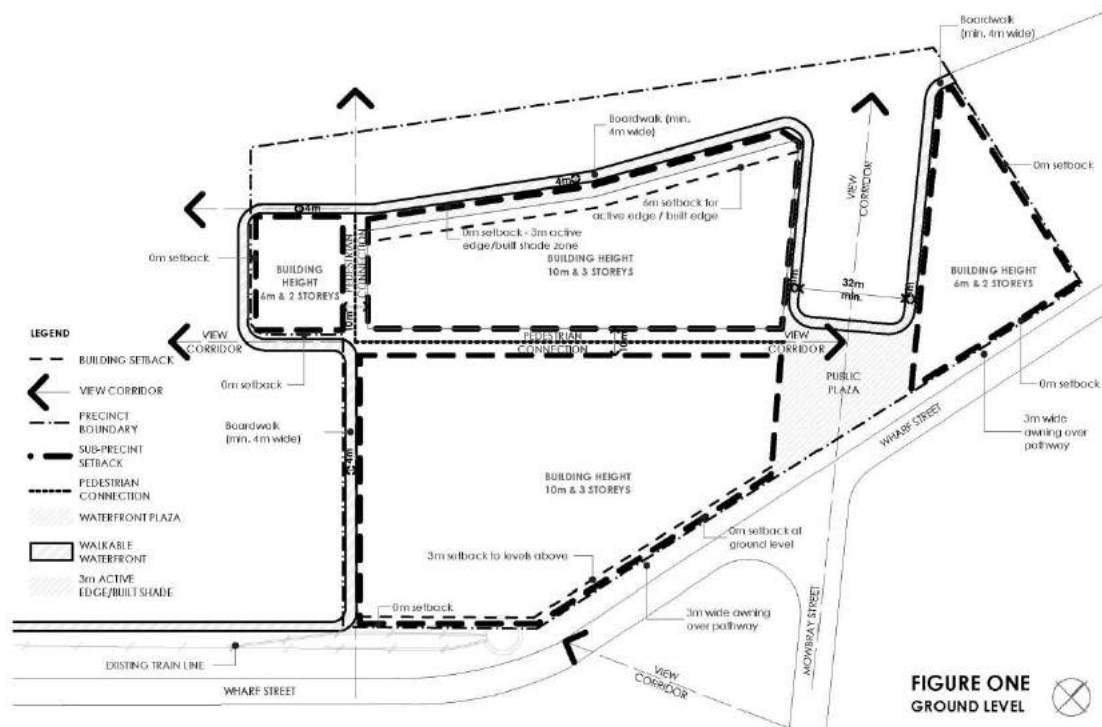 Boardwalk
(min. 4m wide)
Boardwalk (min.
4m wide)
0m setback
VIEW
CORRIDOR
4m
4m
6m setback for
active edge / built edge
0m setback - 3m active
edge/built shade zone
PEDESTRIAN
CONNECTION
0m setback
BUILDING
HEIGHT
6m & 2 STOREYS
BUILDING HEIGHT
10m & 3 STOREYS
BUILDING HEIGHT
6m & 2 STOREYS
32m
min.
10m
LEGEND
BUILDING SETBACK
VIEW CORRIDOR
PRECINCT
BOUNDARY
SUB-PRECINT
SETBACK
PEDESTRIAN
CONNECTION
WATERFRONT PLAZA
WALKABLE
WATERFRONT
3m ACTIVE
EDGE/BUILT SHADE
VIEW
CORRIDOR
PEDESTRIAN
CONNECTION
10m
VIEW
CORRIDOR
PUBLIC
PLAZA
0m setback
0m setback
Boardwalk
(min. 4m wide)
4m
WHARF STREET
3m wide
awning over
pathway
BUILDING HEIGHT
10m & 3 STOREYS
0m setback at
ground level
3m setback to levels above
0m setback
3m wide awning
over pathway
MOWBRAY STREET
EXISTING TRAIN LINE
VIEW
CORRIDOR
WHARF STREET
FIGURE ONE
GROUND LEVEL